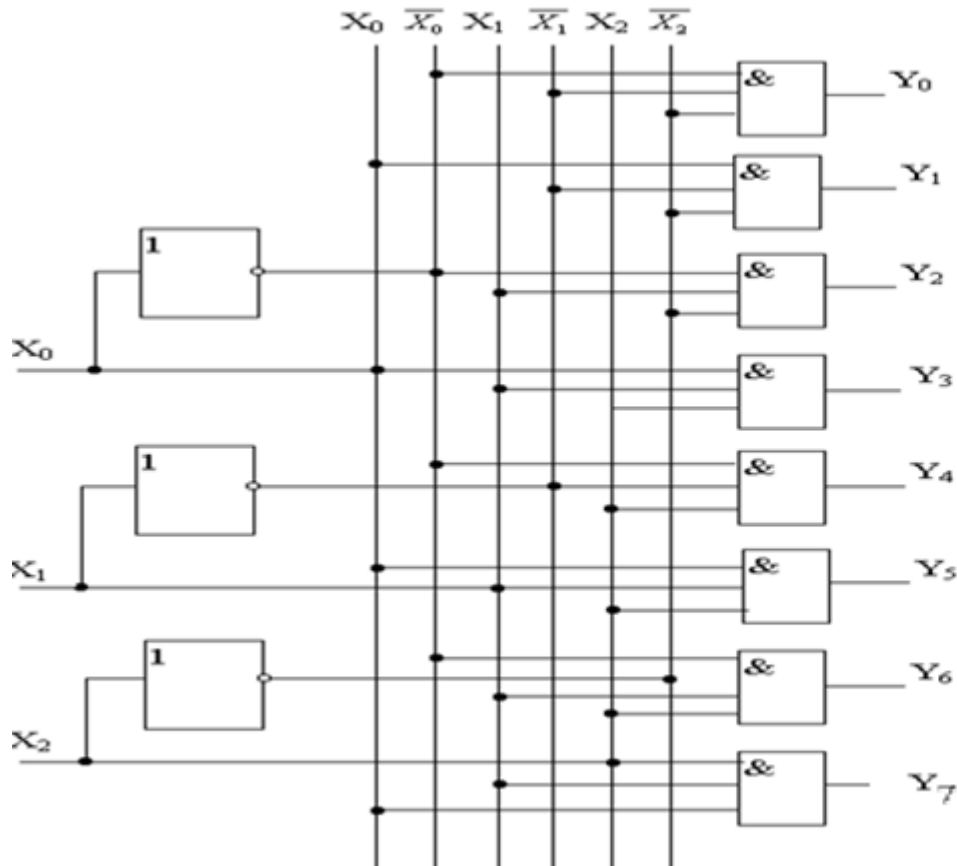 X₀ X̅₀ X₁ X̅₁ X₂ X̅₂
& Y₀
& Y₁
1
& Y₂
X₀
& Y₃
1
& Y₄
X₁
& Y₅
1
& Y₆
X₂
& Y₇